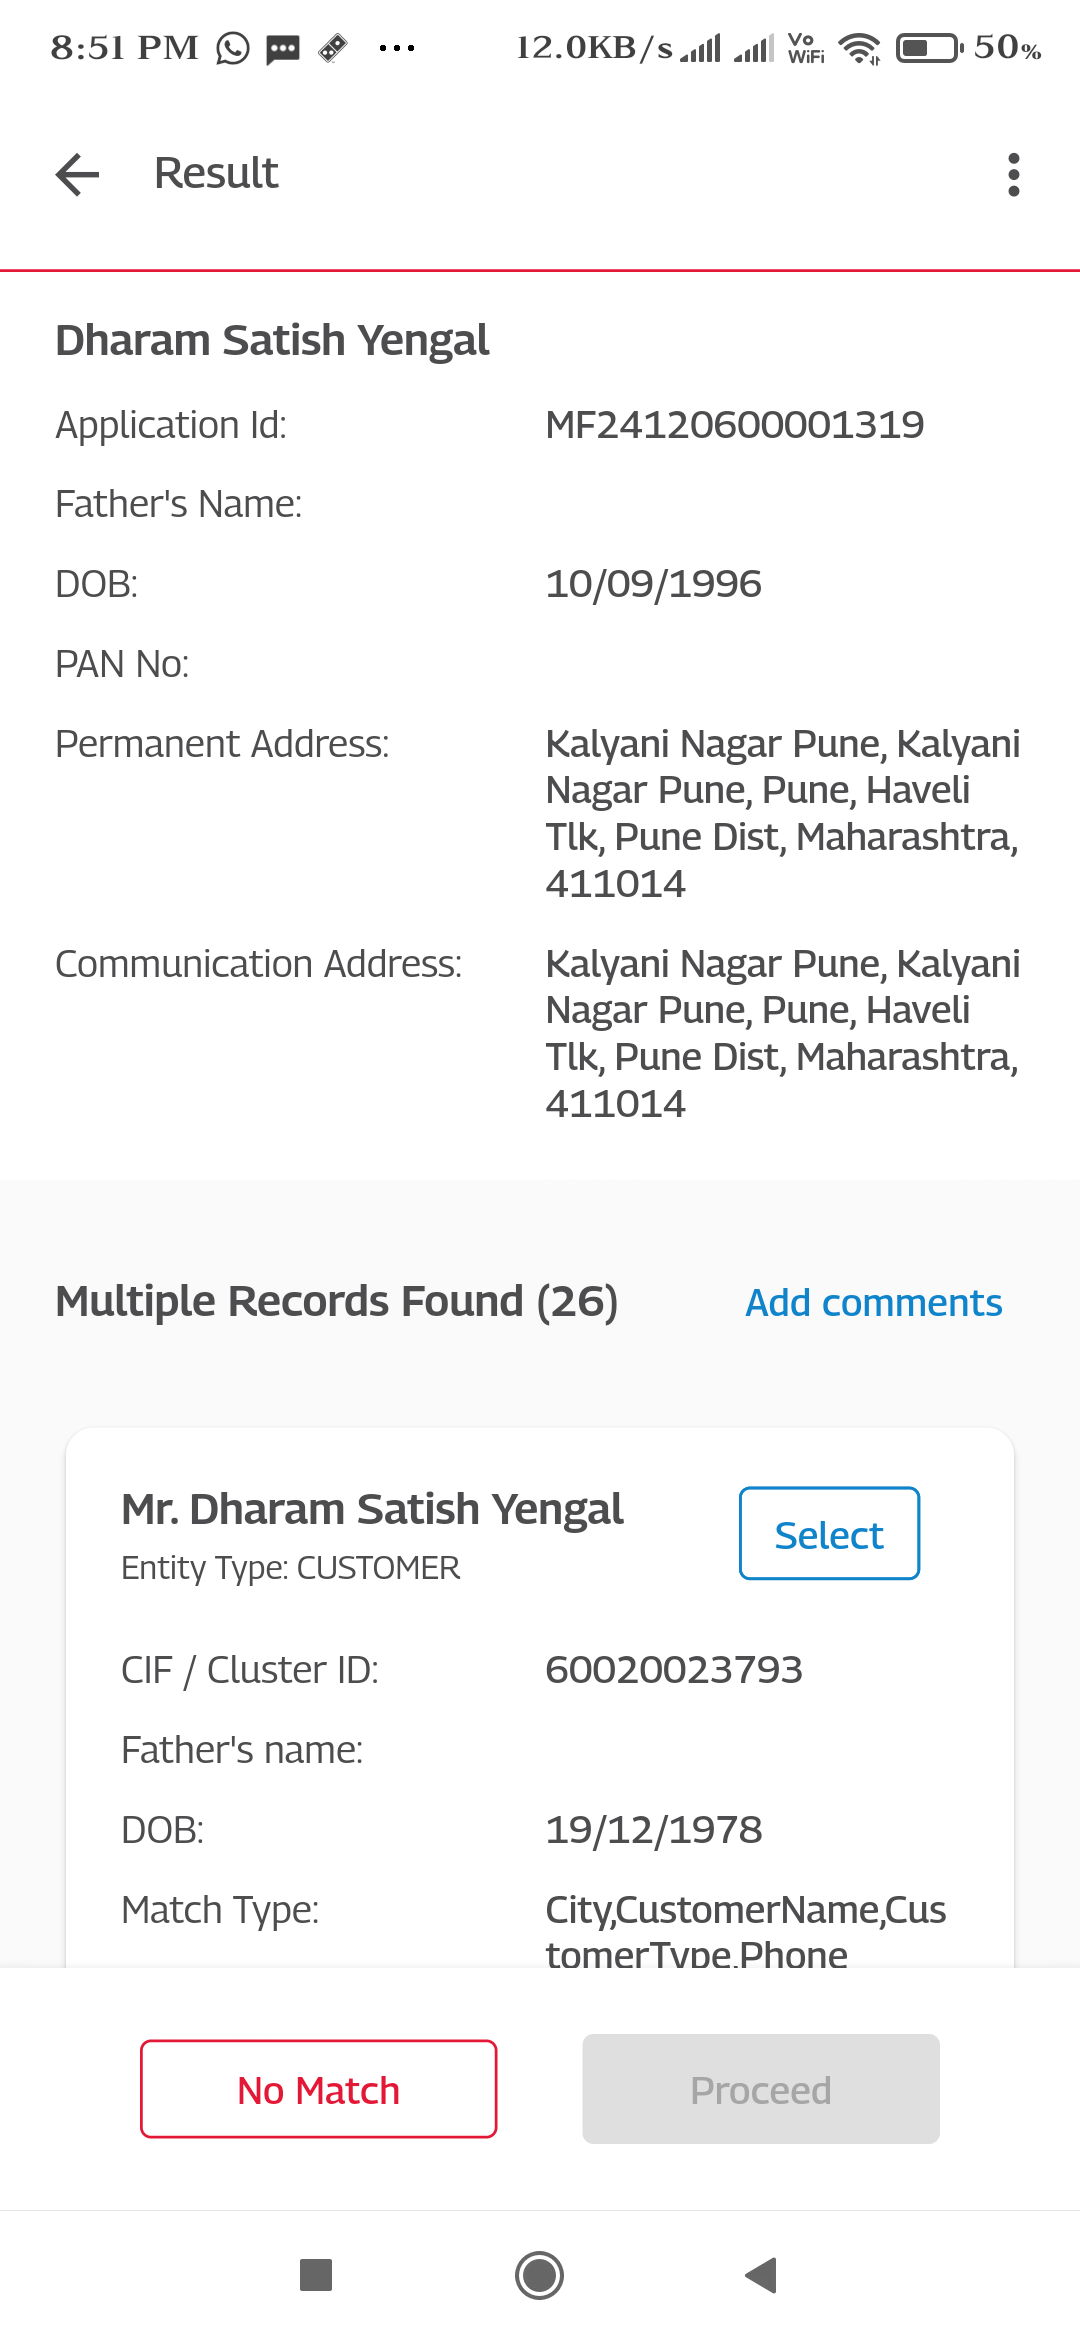 8:51 PM ... 12.0KB/s Vo WiFi 50%
Result
Dharam Satish Yengal
Application Id: MF24120600001319
Father's Name:
DOB: 10/09/1996
PAN No:
Permanent Address: Kalyani Nagar Pune, Kalyani
Nagar Pune, Pune, Haveli
Tlk, Pune Dist, Maharashtra,
411014
Communication Address: Kalyani Nagar Pune, Kalyani
Nagar Pune, Pune, Haveli
Tlk, Pune Dist, Maharashtra,
411014
Multiple Records Found (26) Add comments
Mr. Dharam Satish Yengal
Select
Entity Type: CUSTOMER
CIF / Cluster ID: 60020023793
Father's name:
DOB: 19/12/1978
Match Type: City,CustomerName,Cus
tomerType,Phone
No Match Proceed